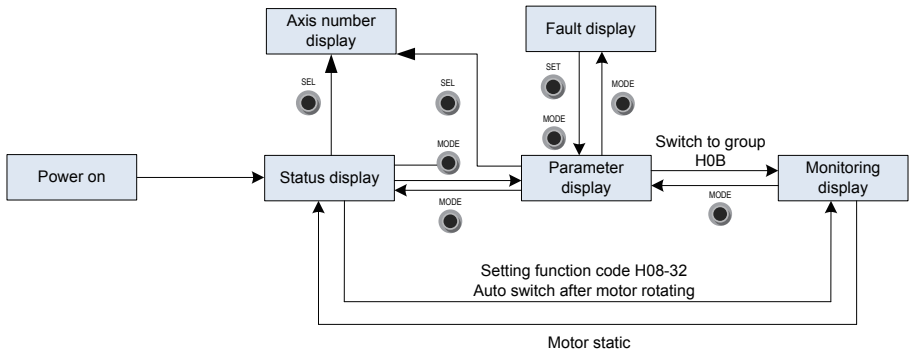 Axis number
display
Fault display
SEL
SEL
SET
MODE
MODE
MODE
Switch to group
H0B
Power on
Status display
Parameter
display
Monitoring
display
MODE
MODE
Setting function code H08-32
Auto switch after motor rotating
Motor static